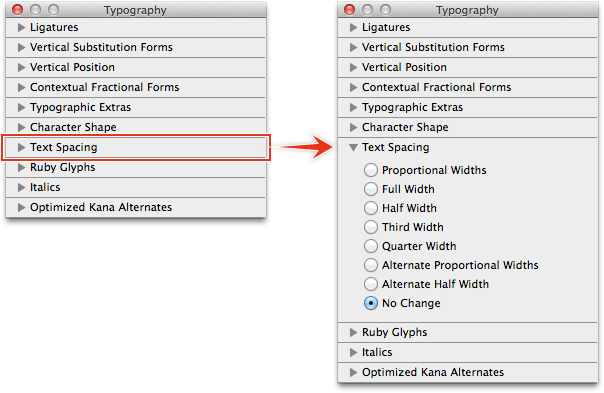 Typography
Ligatures
Vertical Substitution Forms
Vertical Position
Contextual Fractional Forms
Typographic Extras
Character Shape
Text Spacing
Ruby Glyphs
Italics
Optimized Kana Alternates
Typography
Ligatures
Vertical Substitution Forms
Vertical Position
Contextual Fractional Forms
Typographic Extras
Character Shape
Text Spacing
Proportional Widths
Full Width
Half Width
Third Width
Quarter Width
Alternate Proportional Widths
Alternate Half Width
No Change
Ruby Glyphs
Italics
Optimized Kana Alternates